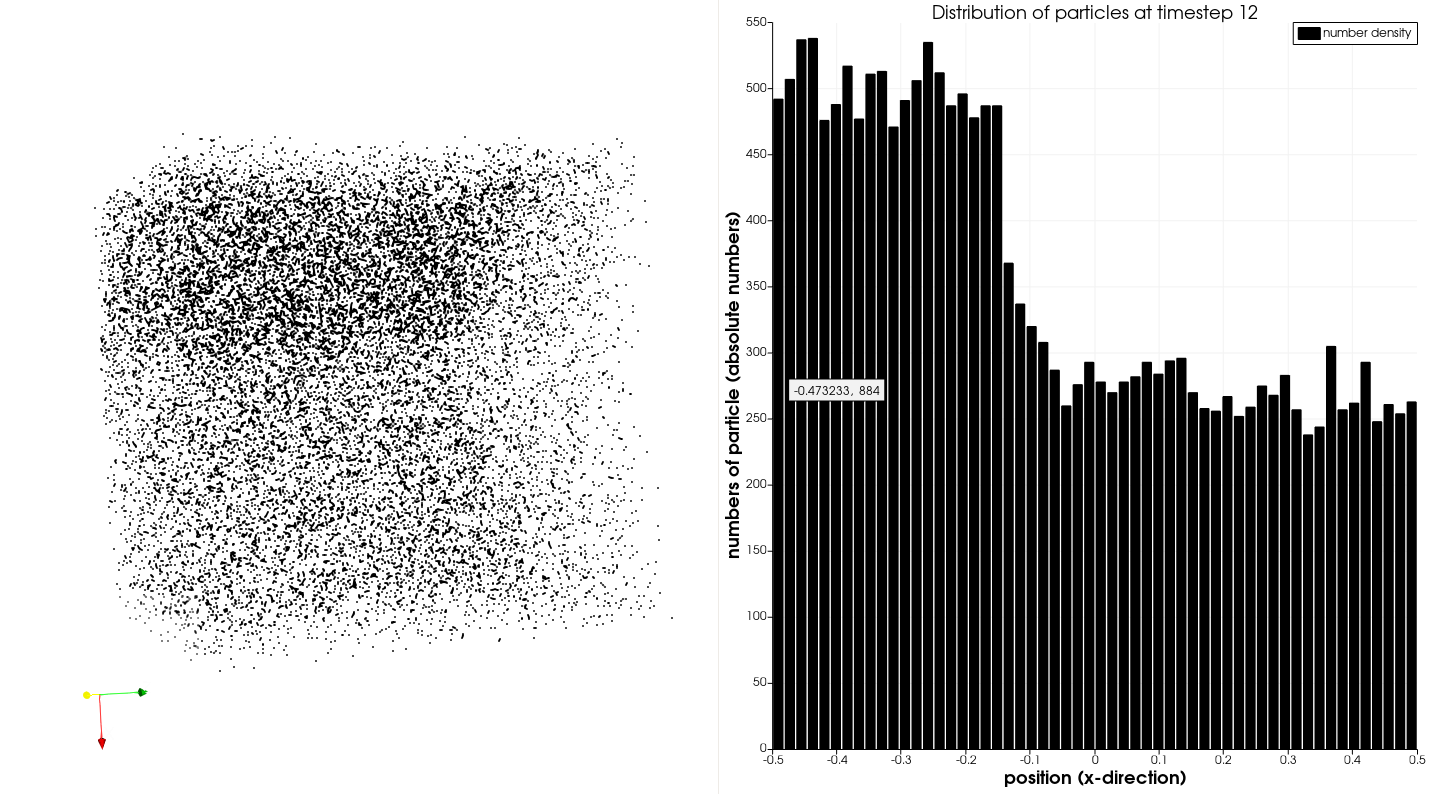 Distribution of particles at timestep 12
number density
numbers of particle (absolute numbers)
550
500
450
400
350
300
250
200
150
100
50
0
-0.473233, 884
-0.5 -0.4 -0.3 -0.2 -0.1 0 0.1 0.2 0.3 0.4 0.5
position (x-direction)